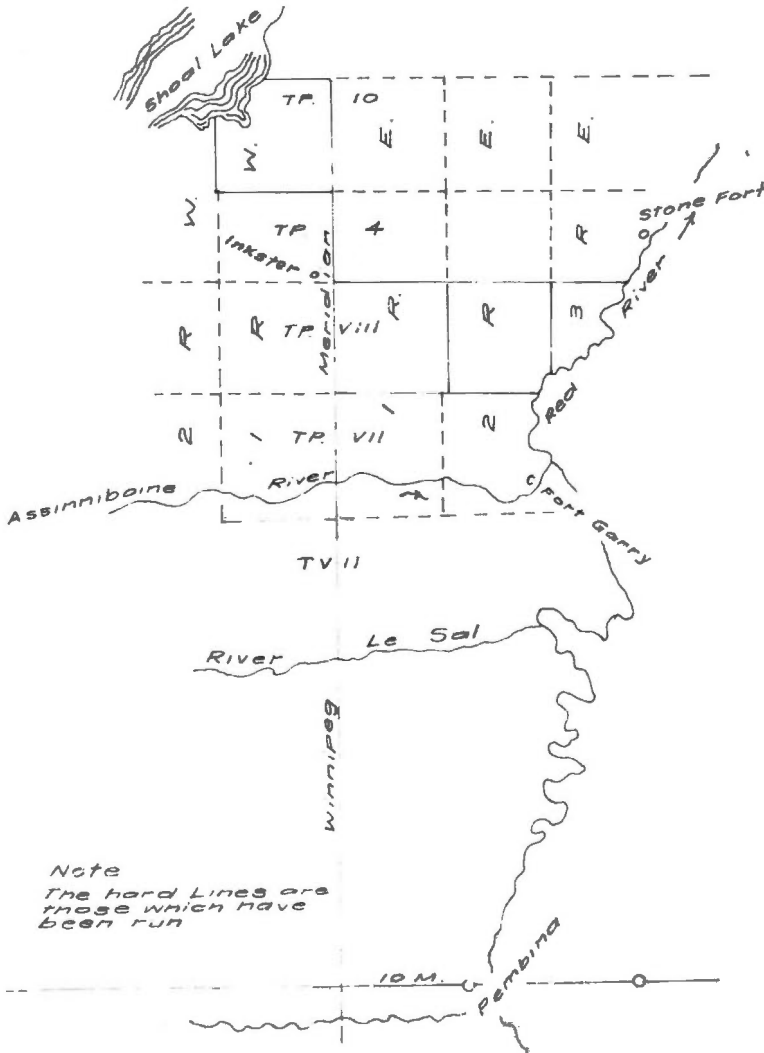 Shoal Lake
TP. 10
W. E. E. E.
W.
Stone Fort
TP 4
R
Inkster
Meridian
River
R R TP. VIII R. R 3
Red
2 1 TP. VII 1 2
Assinniboine River
Fort Garry
TVII
River Le Sal
Winnipeg
Note
The hard Lines are
those which have
been run
10 M.
Pembina